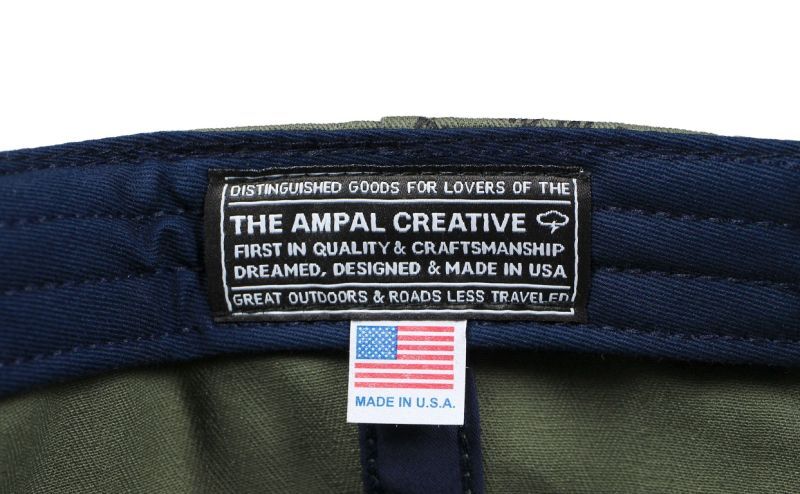 DISTINGUISHED GOODS FOR LOVERS OF THE
THE AMPAL CREATIVE
FIRST IN QUALITY & CRAFTSMANSHIP
DREAMED, DESIGNED & MADE IN USA
GREAT OUTDOORS & ROADS LESS TRAVELED
MADE IN U.S.A.